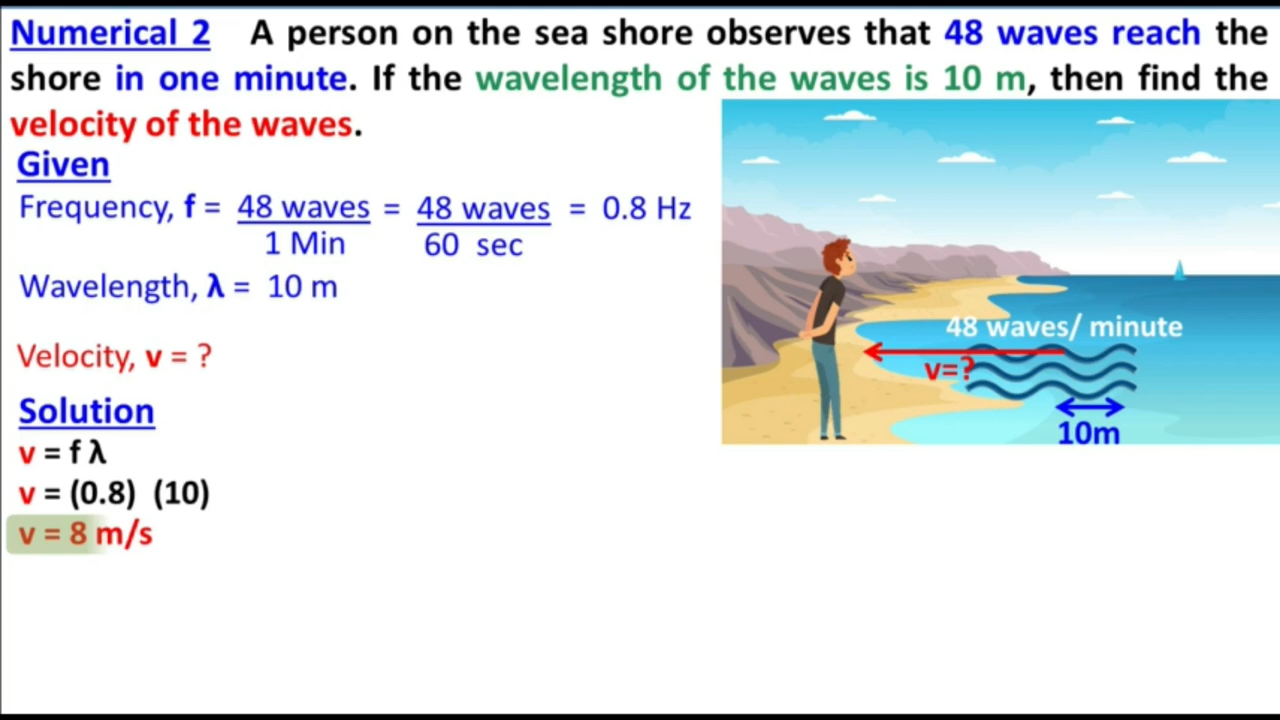 Numerical 2 A person on the sea shore observes that 48 waves reach the
shore in one minute. If the wavelength of the waves is 10 m, then find the
velocity of the waves.
Given
Frequency, f = 48 waves = 48 waves = 0.8 Hz
1 Min 60 sec
Wavelength, λ = 10 m
Velocity, v = ?
Solution
v = f λ
v = (0.8) (10)
v = 8 m/s
48 waves/ minute
v=?
10m